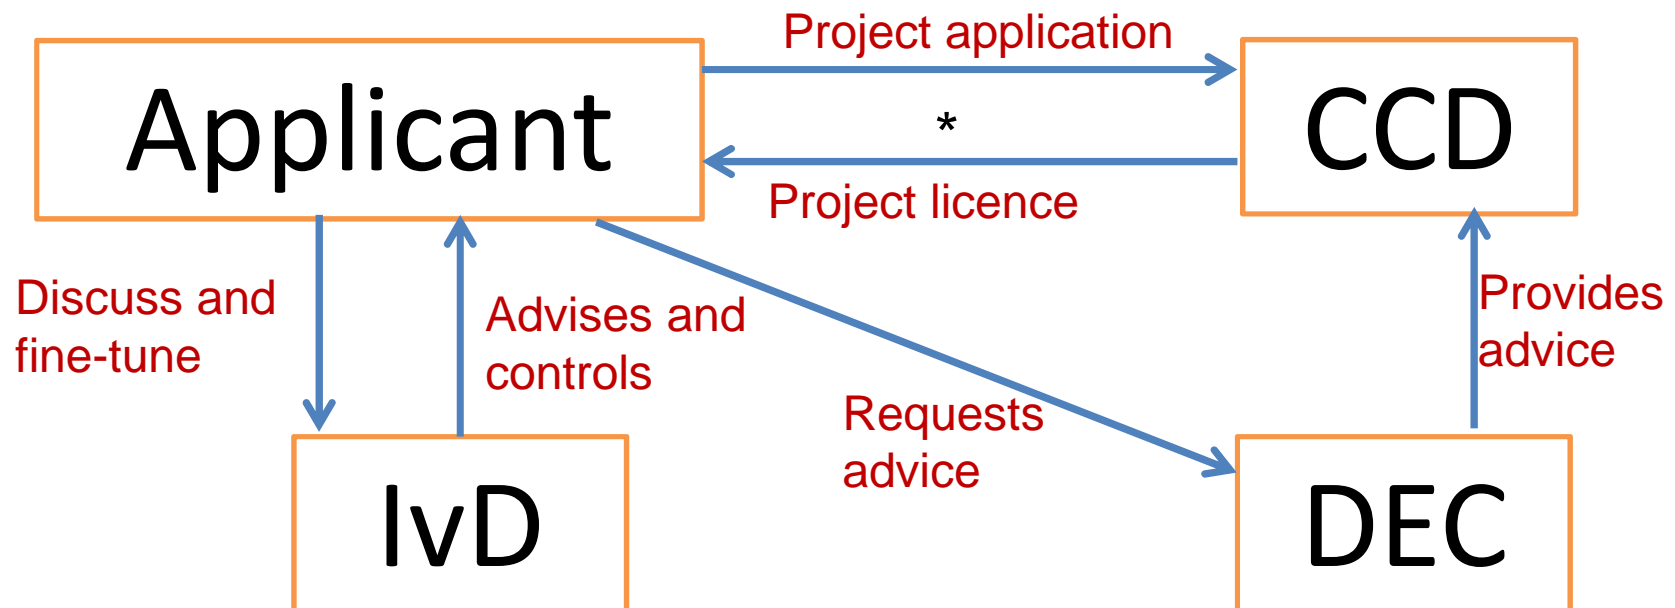 Project application
Applicant
*
CCD
Project licence
Discuss and
fine-tune
Advises and
controls
Provides
advice
Requests
advice
IvD
DEC